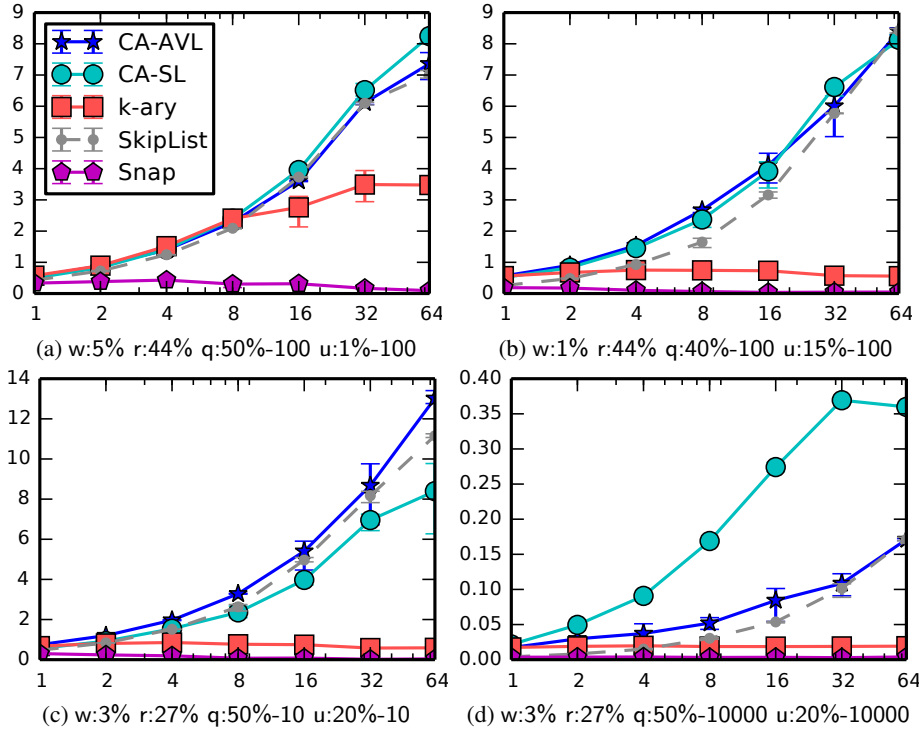 9
8
7
6
5
4
3
2
1
0
CA-AVL
CA-SL
k-ary
SkipList
Snap
1 2 4 8 16 32 64
(a) w:5% r:44% q:50%-100 u:1%-100
9
8
7
6
5
4
3
2
1
0
1 2 4 8 16 32 64
(b) w:1% r:44% q:40%-100 u:15%-100
14
12
10
8
6
4
2
0
1 2 4 8 16 32 64
(c) w:3% r:27% q:50%-10 u:20%-10
0.40
0.35
0.30
0.25
0.20
0.15
0.10
0.05
0.00
1 2 4 8 16 32 64
(d) w:3% r:27% q:50%-10000 u:20%-10000